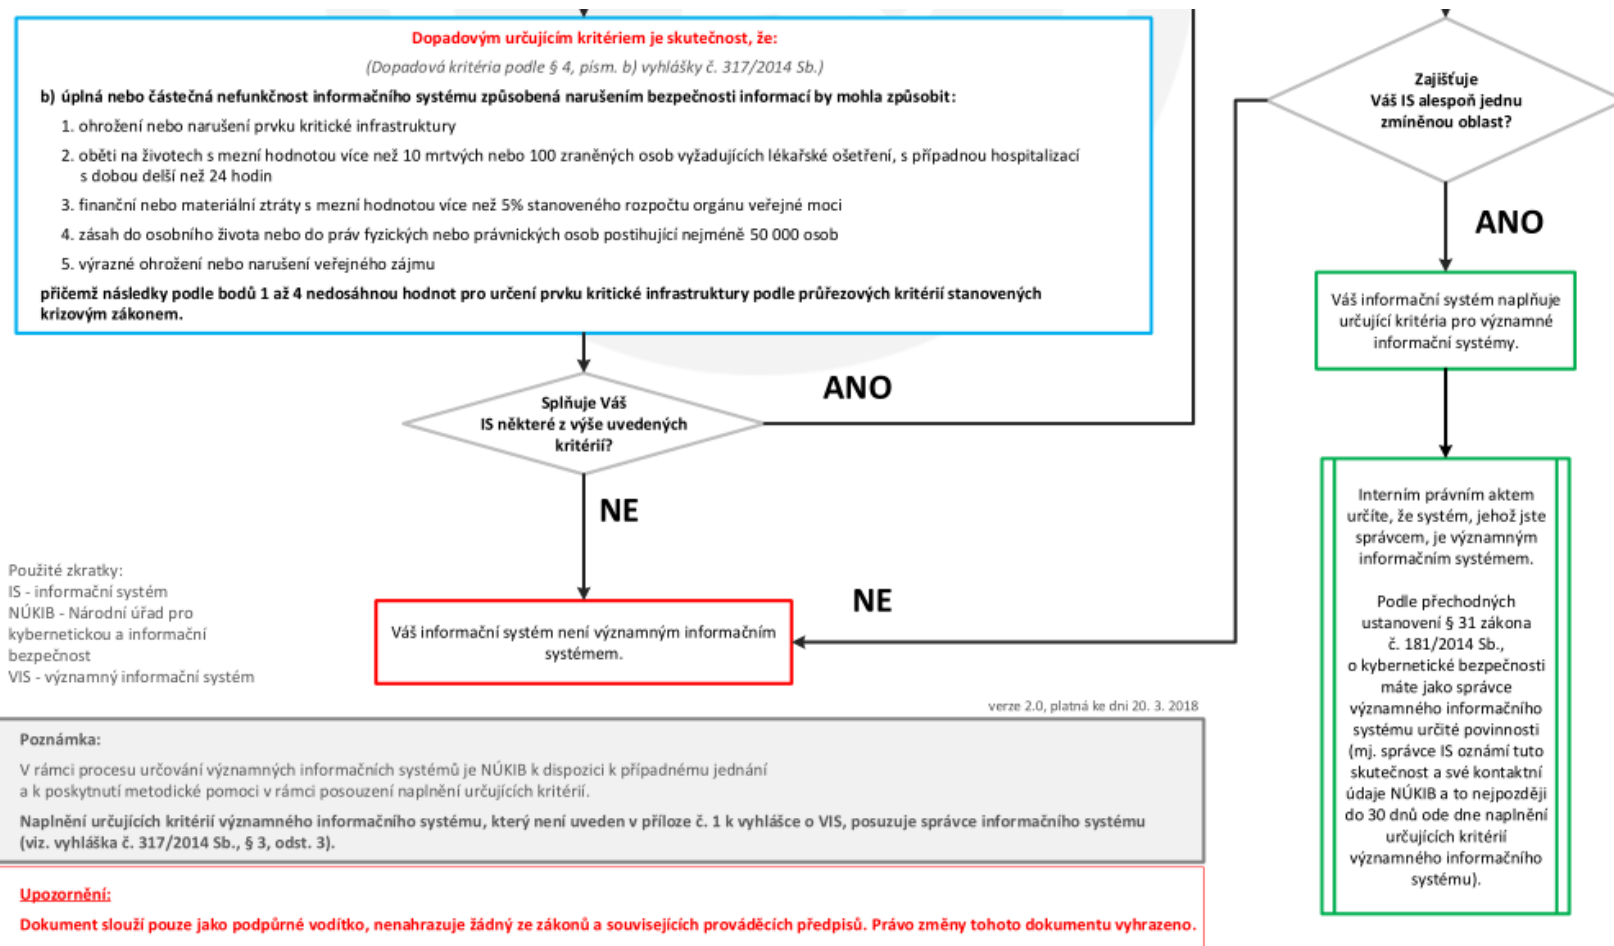 Dopadovým určujícím kritériem je skutečnost, že:
(Dopadová kritéria podle § 4, písm. b) vyhlášky č. 317/2014 Sb.)
b) úplná nebo částečná nefunkčnost informačního systému způsobená narušením bezpečnosti informací by mohla způsobit:
1. ohrožení nebo narušení prvku kritické infrastruktury
2. oběti na životech s mezní hodnotou více než 10 mrtvých nebo 100 zraněných osob vyžadujících lékařské ošetření, s případnou hospitalizací
s dobou delší než 24 hodin
3. finanční nebo materiální ztráty s mezní hodnotou více než 5% stanoveného rozpočtu orgánu veřejné moci
4. zásah do osobního života nebo do práv fyzických nebo právnických osob postihující nejméně 50 000 osob
5. výrazné ohrožení nebo narušení veřejného zájmu
přičemž následky podle bodů 1 až 4 nedosáhnou hodnot pro určení prvku kritické infrastruktury podle průřezových kritérií stanovených
krizovým zákonem.
Splňuje Váš
IS některé z výše uvedených
kritérií?
ANO
NE
Váš informační systém není významným informačním
systémem.
NE
Zajišťuje
Váš IS alespoň jednu
zmíněnou oblast?
ANO
Váš informační systém naplňuje
určující kritéria pro významné
informační systémy.
Interním právním aktem
určíte, že systém, jehož jste
správcem, je významným
informačním systémem.
Podle přechodných
ustanovení § 31 zákona
č. 181/2014 Sb.,
o kybernetické bezpečnosti
máte jako správce
významného informačního
systému určité povinnosti
(mj. správce IS oznámí tuto
skutečnost a své kontaktní
údaje NÚKIB a to nejpozději
do 30 dnů ode dne naplnění
určujících kritérií
významného informačního
systému).
Použité zkratky:
IS - informační systém
NÚKIB - Národní úřad pro
kybernetickou a informační
bezpečnost
VIS - významný informační systém
verze 2.0, platná ke dni 20. 3. 2018
Poznámka:
V rámci procesu určování významných informačních systémů je NÚKIB k dispozici k případnému jednání
a k poskytnutí metodické pomoci v rámci posouzení naplnění určujících kritérií.
Naplnění určujících kritérií významného informačního systému, který není uveden v příloze č. 1 k vyhlášce o VIS, posuzuje správce informačního systému
(viz. vyhláška č. 317/2014 Sb., § 3, odst. 3).
Upozornění:
Dokument slouží pouze jako podpůrné vodítko, nenahrazuje žádný ze zákonů a souvisejících prováděcích předpisů. Právo změny tohoto dokumentu vyhrazeno.